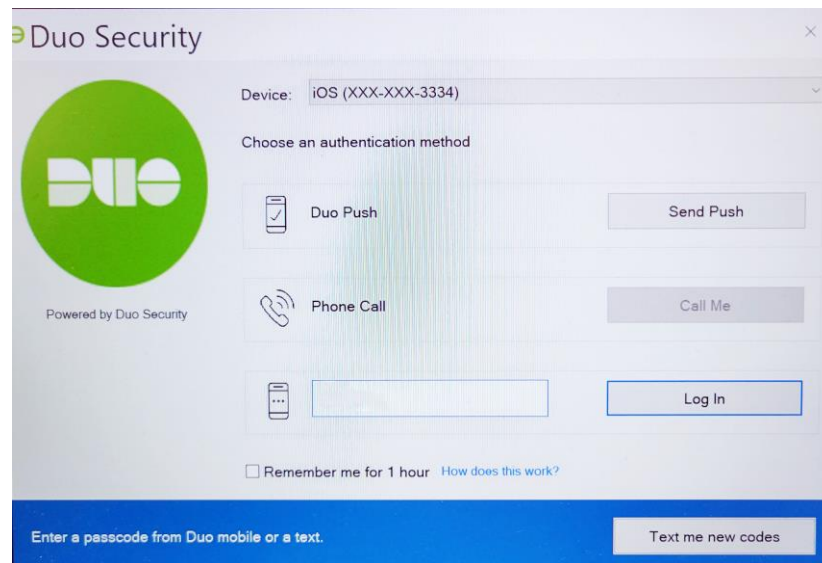 Duo Security
Device: iOS (XXX-XXX-3334)
Choose an authentication method
DUO
Duo Push Send Push
Powered by Duo Security
Phone Call Call Me
Log In
Remember me for 1 hour How does this work?
Enter a passcode from Duo mobile or a text. Text me new codes